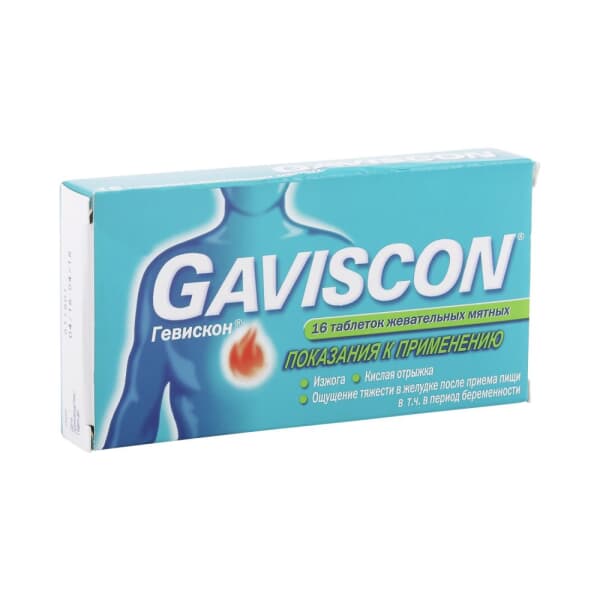 GAVISCON®
Гевискон®
16 таблеток жевательных мятных
ПОКАЗАНИЯ К ПРИМЕНЕНИЮ
• Изжога • Кислая отрыжка
• Ощущение тяжести в желудке после приема пищи
в т.ч. в период беременности